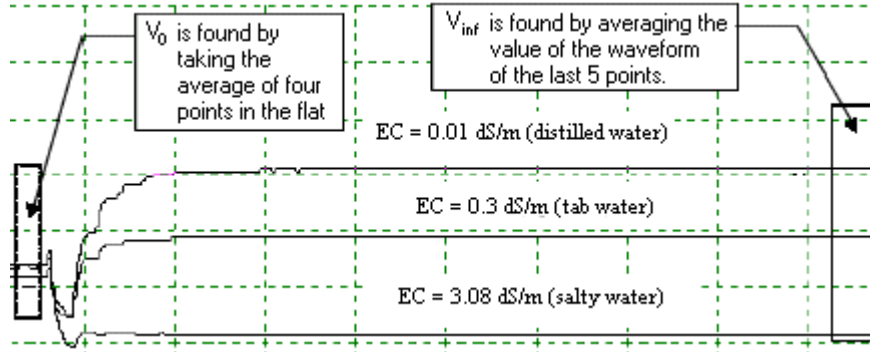 V0 is found by
taking the
average of four
points in the flat
Vinf is found by averaging the
value of the waveform
of the last 5 points.
EC = 0.01 dS/m (distilled water)
EC = 0.3 dS/m (tab water)
EC = 3.08 dS/m (salty water)